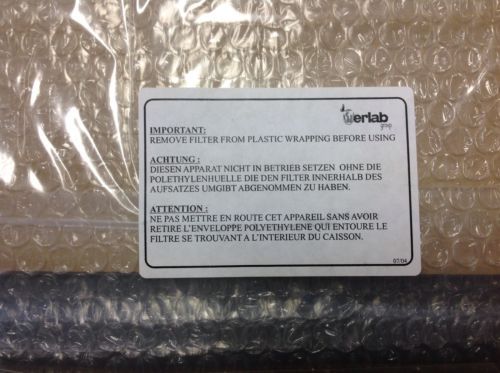 erlab
group
IMPORTANT:
REMOVE FILTER FROM PLASTIC WRAPPING BEFORE USING
ACHTUNG :
DIESEN APPARAT NICHT IN BETRIEB SETZEN OHNE DIE
POLETHYLENHUELLE DIE DEN FILTER INNERHALB DES
AUFSATZES UMGIBT ABGENOMMEN ZU HABEN.
ATTENTION :
NE PAS METTRE EN ROUTE CET APPAREIL SANS AVOIR
RETIRE L'ENVELOPPE POLYETHYLENE QUI ENTOURE LE
FILTRE SE TROUVANT A L'INTERIEUR DU CAISSON.
07/04